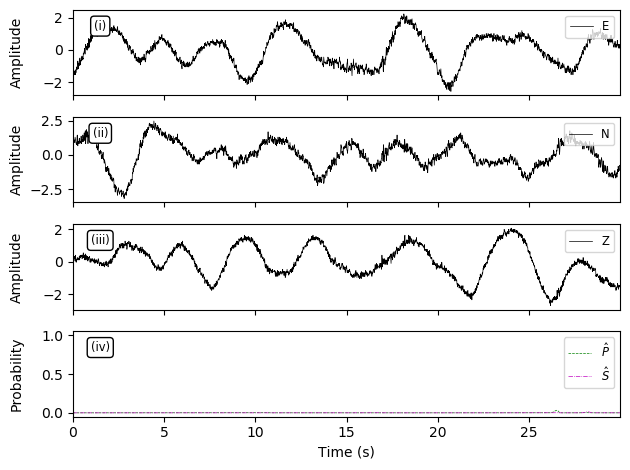 Amplitude
2
0
−2
(i)
E
Amplitude
2.5
0.0
−2.5
(ii)
N
Amplitude
2
0
−2
(iii)
Z
Probability
1.0
0.5
0.0
(iv)
P̂
Ŝ
0 5 10 15 20 25
Time (s)